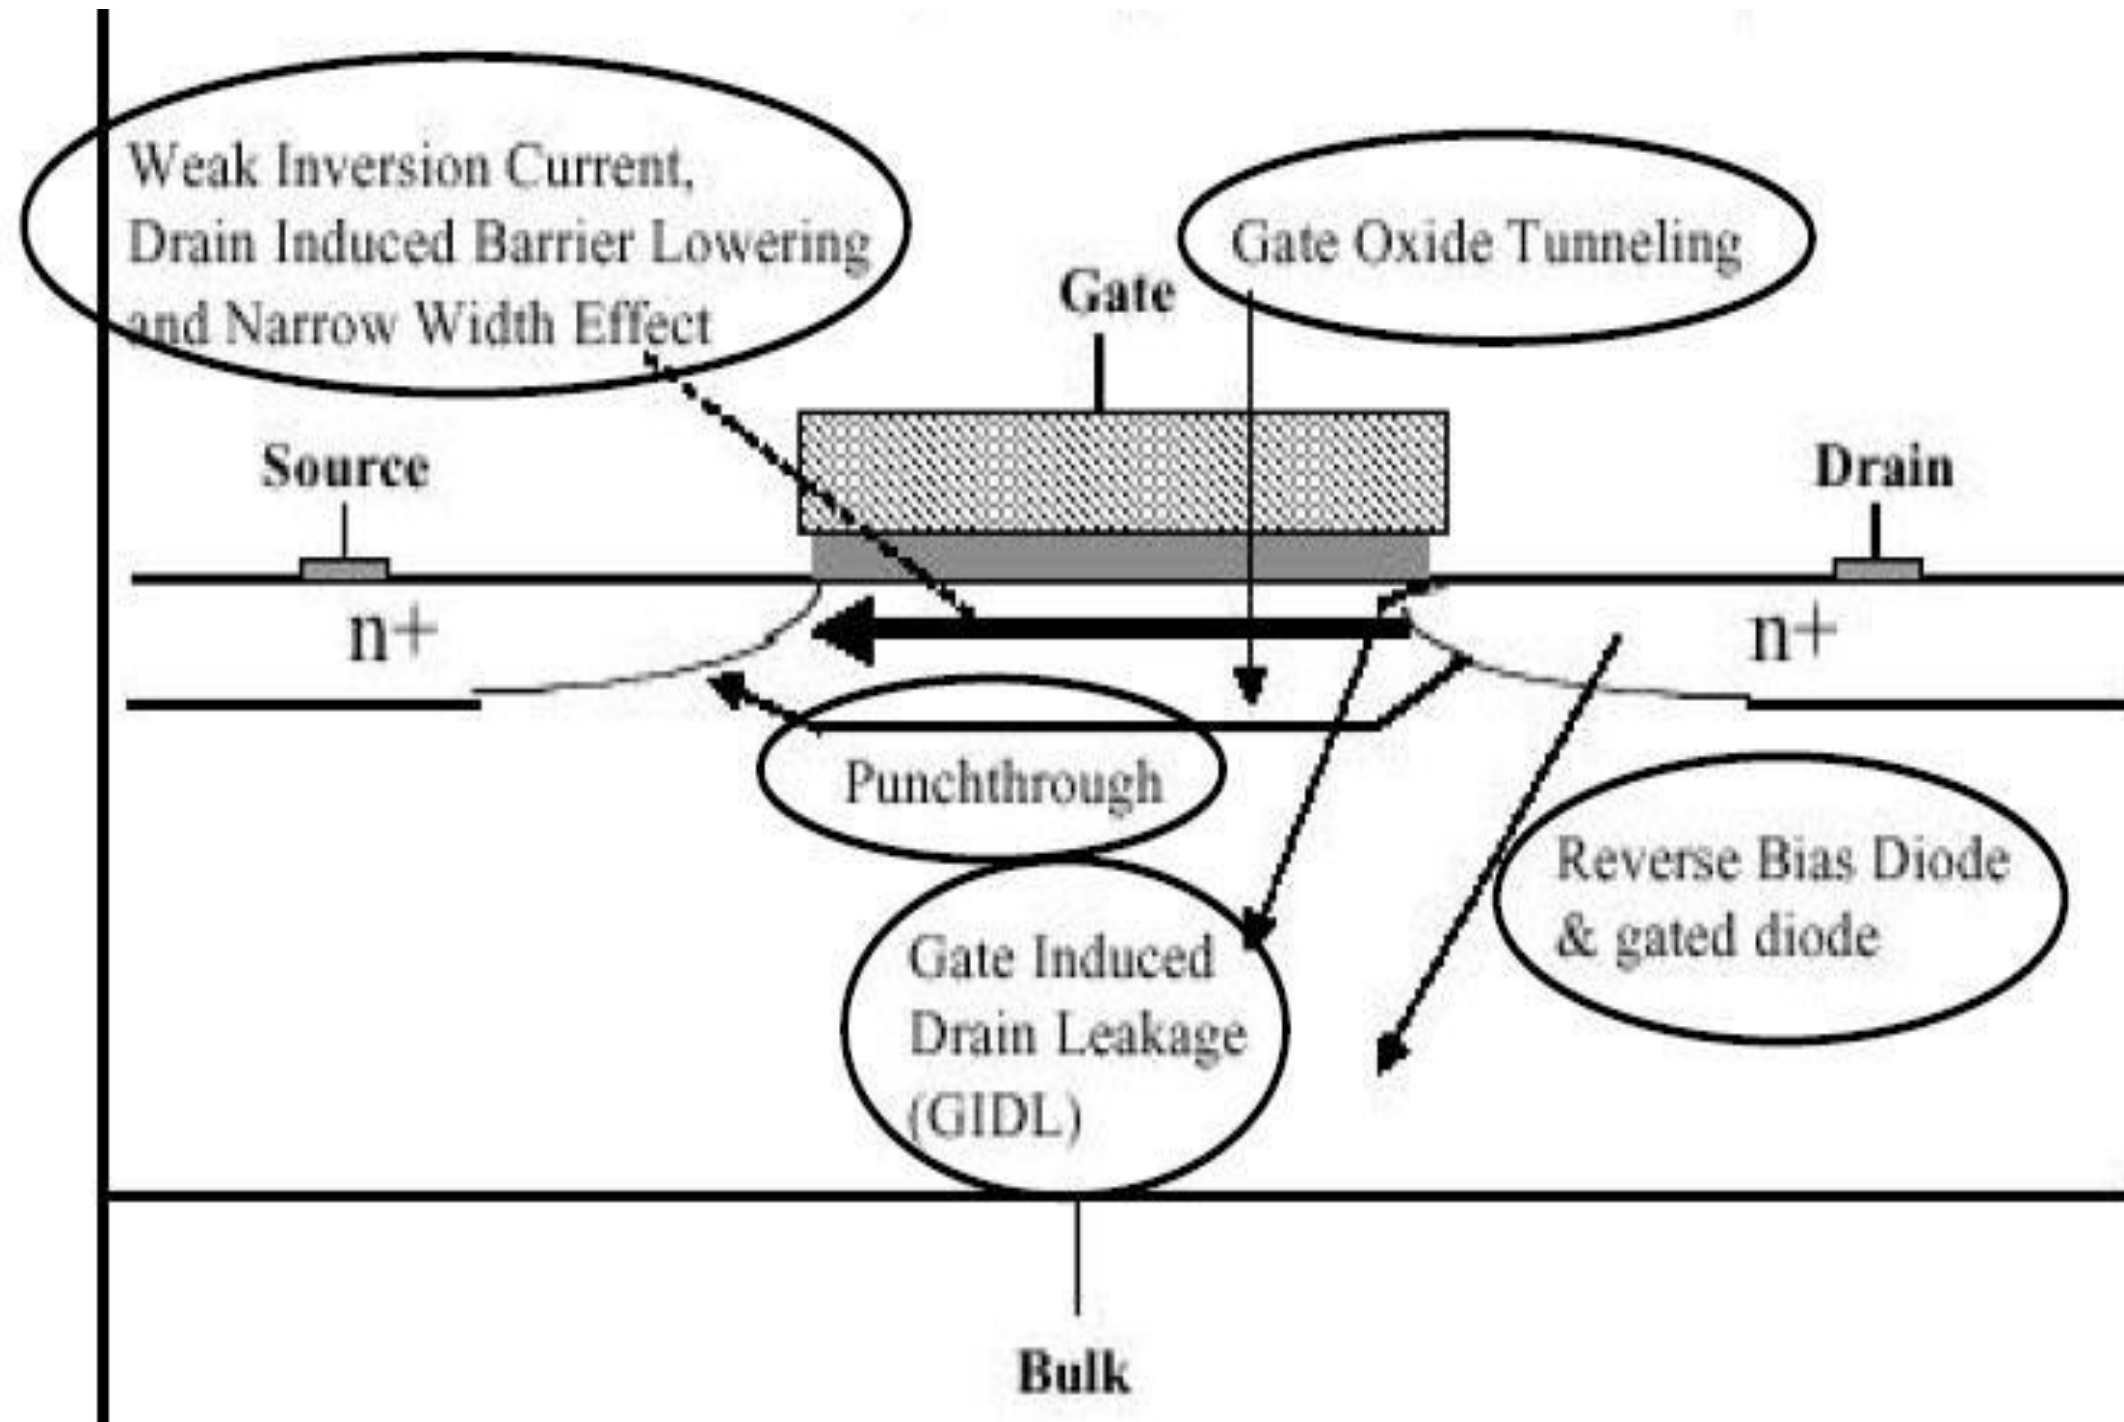 Weak Inversion Current,
Drain Induced Barrier Lowering
and Narrow Width Effect
Gate Oxide Tunneling
Gate
Source
Drain
n+
n+
Punchthrough
Reverse Bias Diode
& gated diode
Gate Induced
Drain Leakage
(GIDL)
Bulk